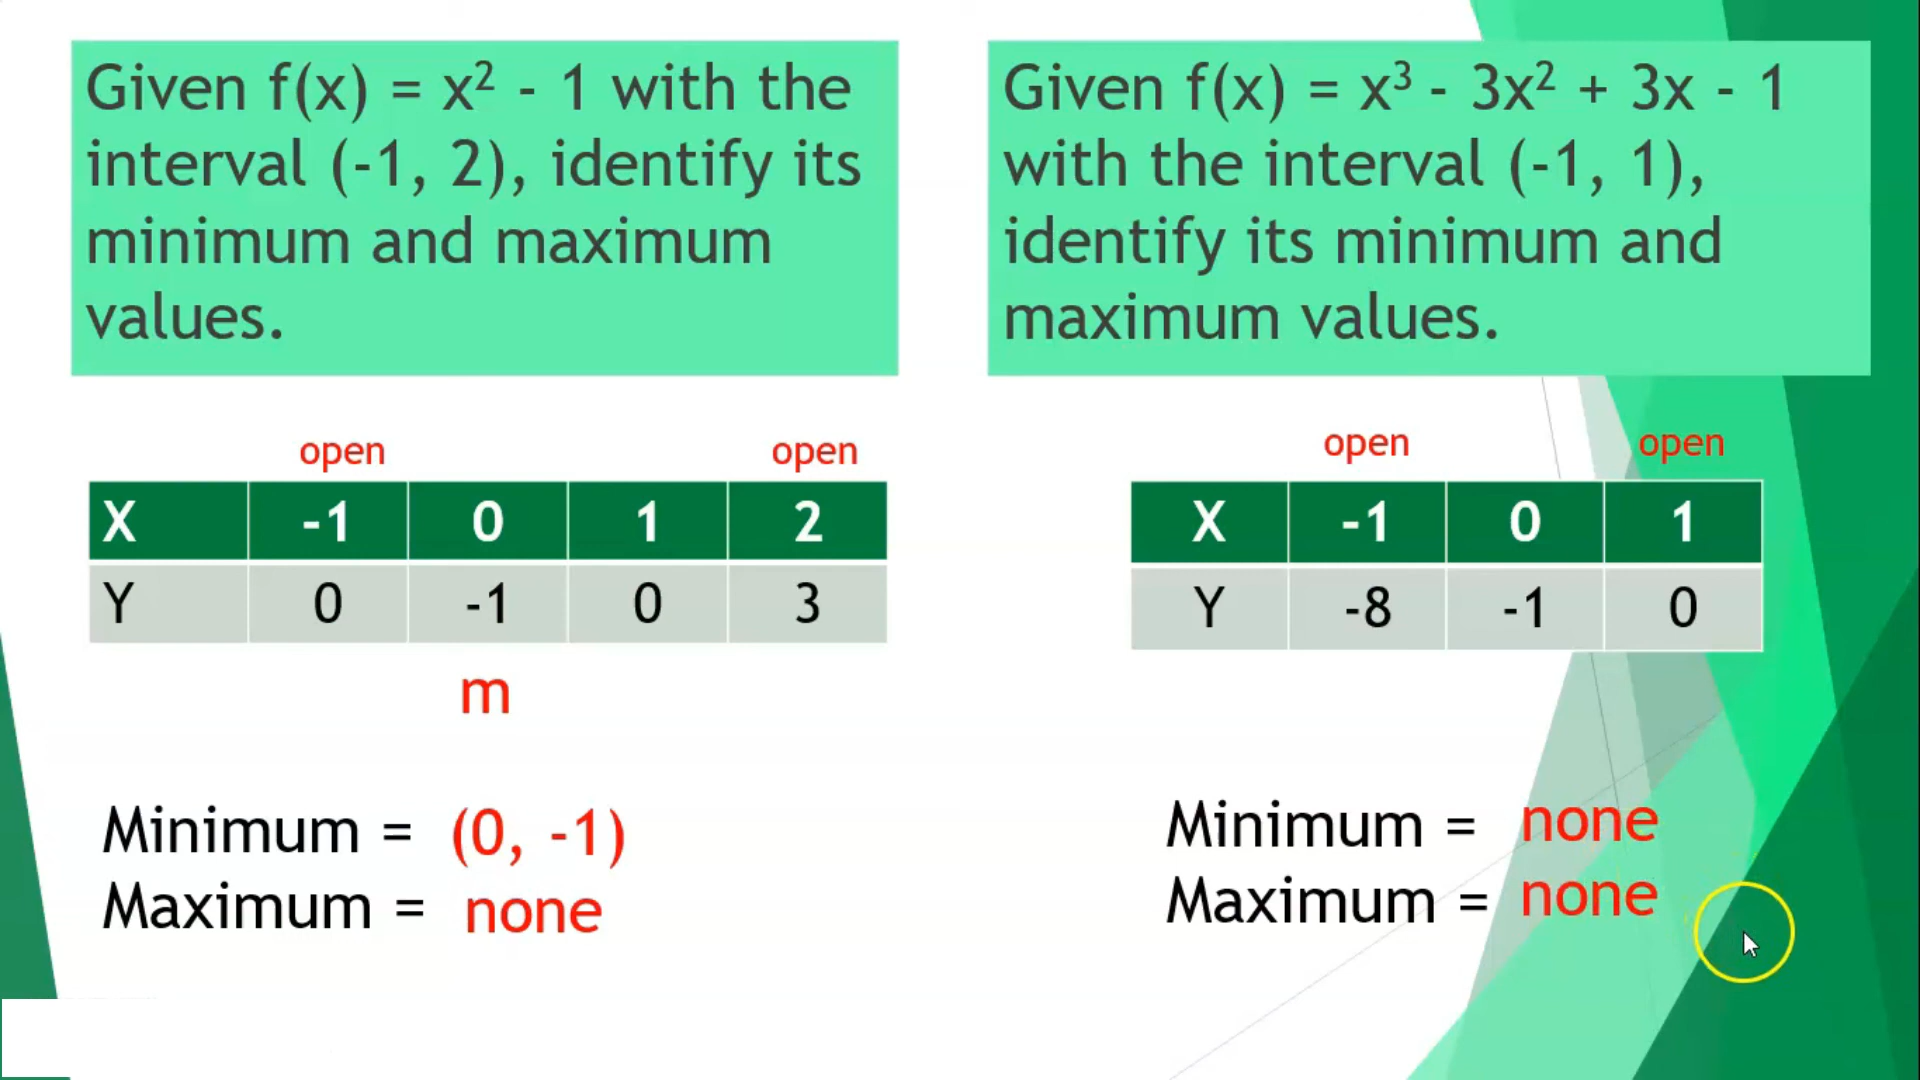 Given f(x) = x² - 1 with the
interval (-1, 2), identify its
minimum and maximum
values.
open open
X -1 0 1 2
Y 0 -1 0 3
m
Minimum = (0, -1)
Maximum = none
Given f(x) = x³ - 3x² + 3x - 1
with the interval (-1, 1),
identify its minimum and
maximum values.
open open
X -1 0 1
Y -8 -1 0
Minimum = none
Maximum = none